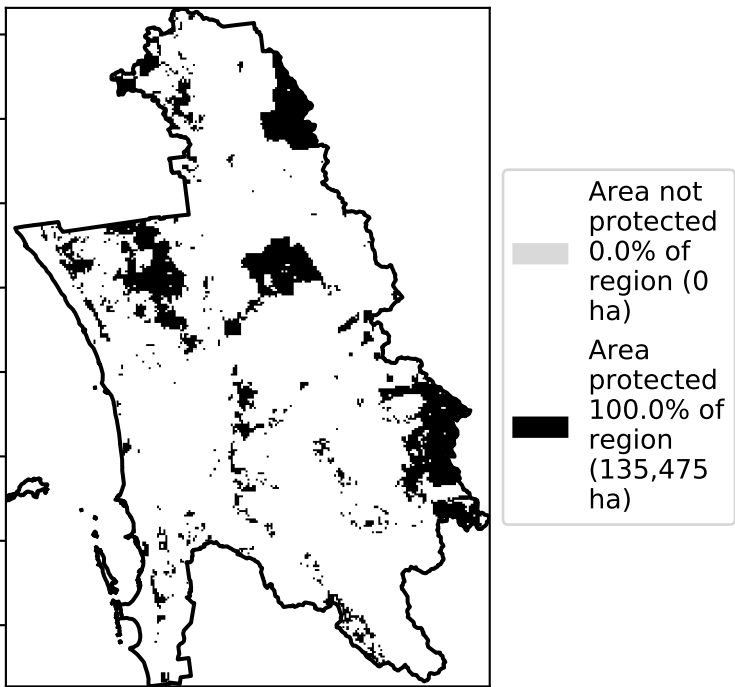 Area not
protected
0.0% of
region (0
ha)
Area
protected
100.0% of
region
(135,475
ha)